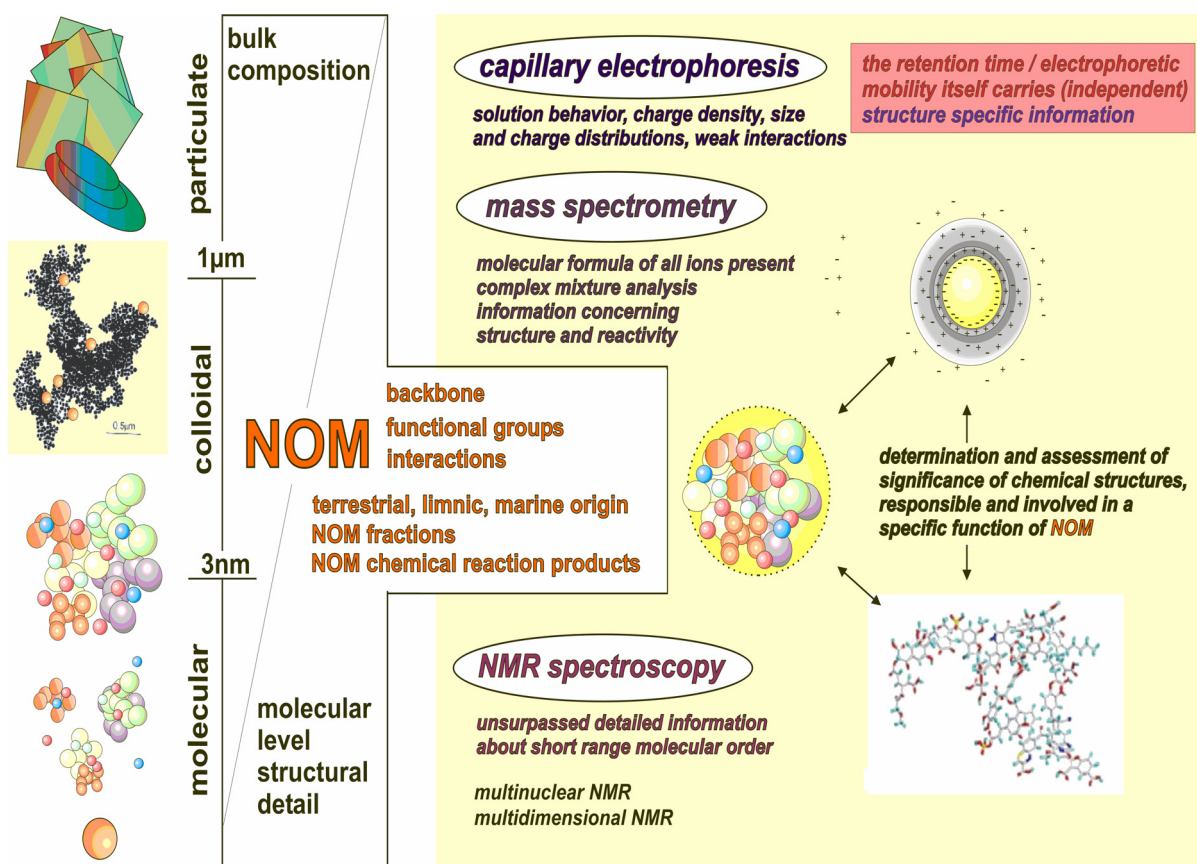 particulate
1µm
colloidal
3nm
molecular
0.5µm
bulk
composition
NOM
backbone
functional groups
interactions
terrestrial, limnic, marine origin
NOM fractions
NOM chemical reaction products
molecular
level
structural
detail
capillary electrophoresis
solution behavior, charge density, size
and charge distributions, weak interactions
the retention time / electrophoretic
mobility itself carries (independent)
structure specific information
mass spectrometry
molecular formula of all ions present
complex mixture analysis
information concerning
structure and reactivity
determination and assessment of
significance of chemical structures,
responsible and involved in a
specific function of NOM
NMR spectroscopy
unsurpassed detailed information
about short range molecular order
multinuclear NMR
multidimensional NMR